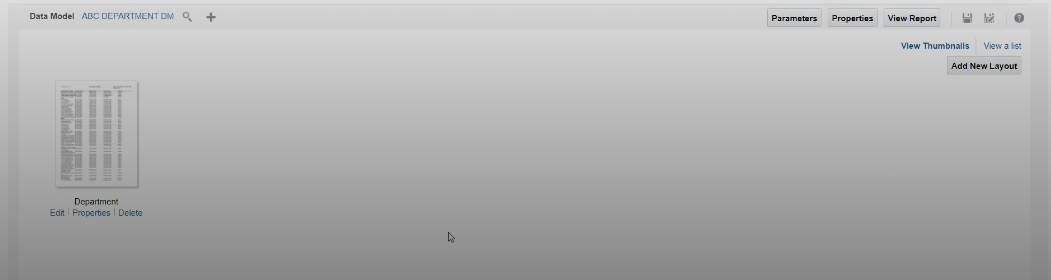 Data Model ABC DEPARTMENT DM Parameters Properties View Report
View Thumbnails View a list
Add New Layout
Department
Edit Properties Delete